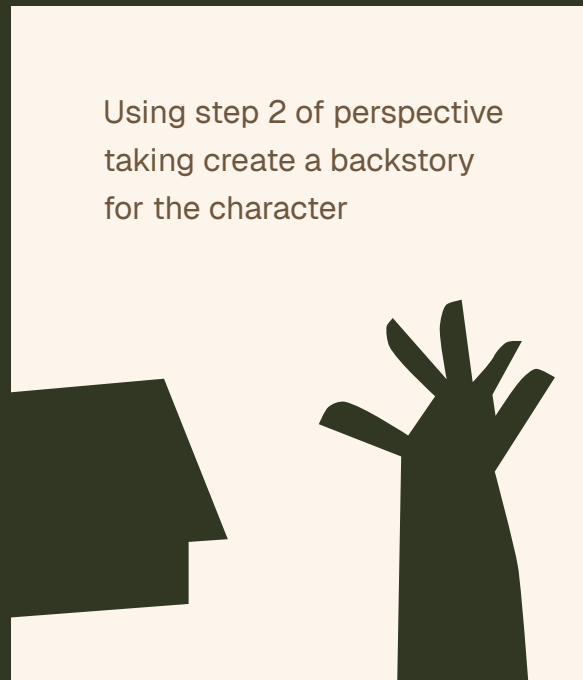 Using step 2 of perspective
taking create a backstory
for the character